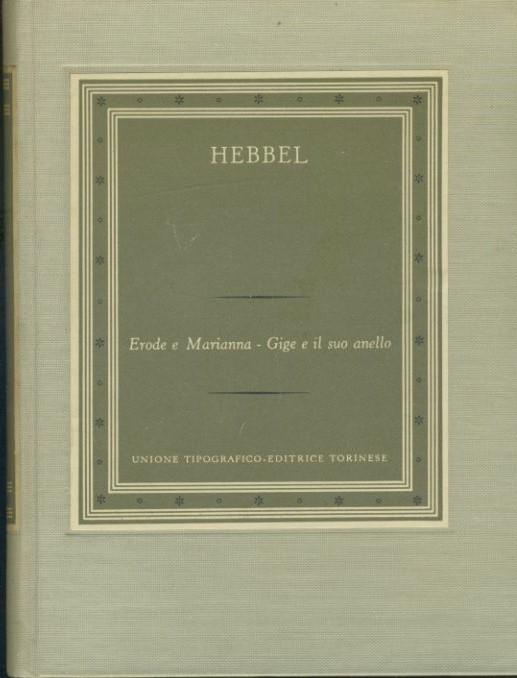 HEBBEL
Erode e Marianna - Gige e il suo anello
UNIONE TIPOGRAFICO-EDITRICE TORINESE